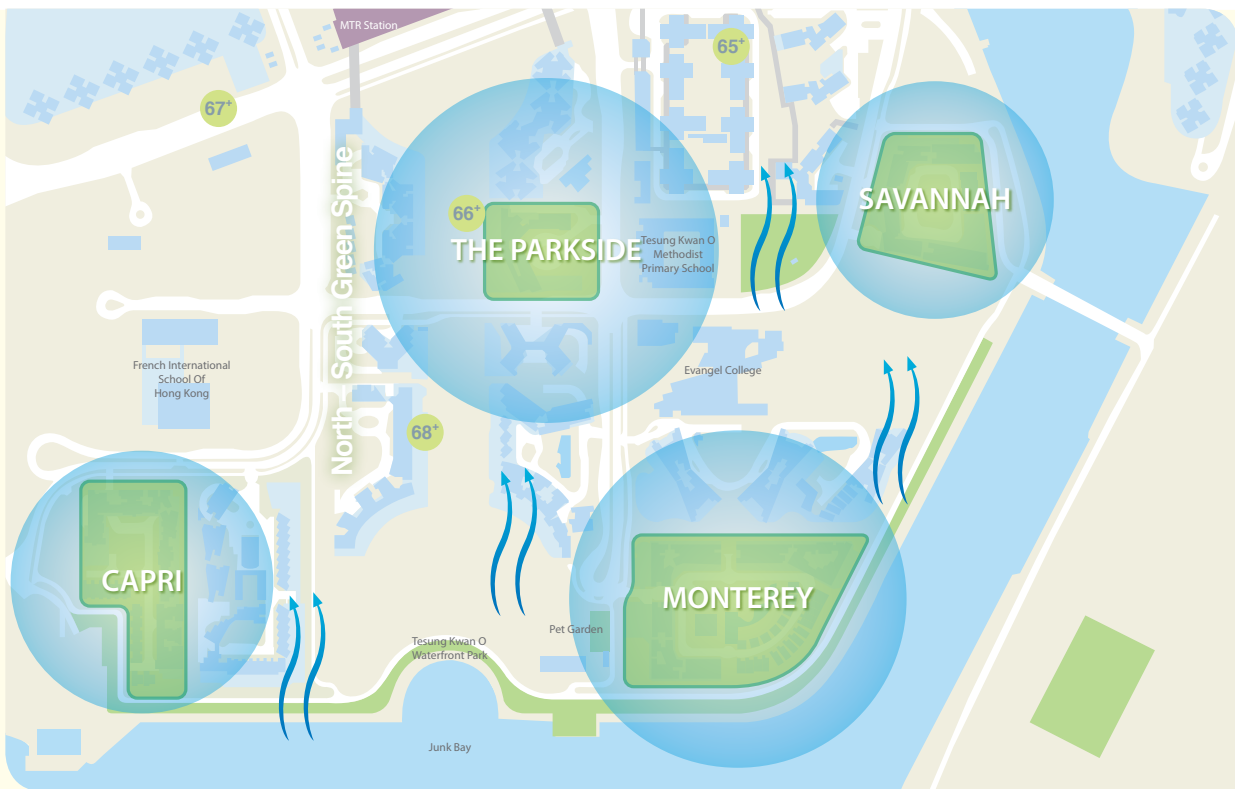 MTR Station
65+
67+
North – South Green Spine
SAVANNAH
66+
THE PARKSIDE
Tesung Kwan O
Methodist
Primary School
French International
School Of
Hong Kong
Evangel College
68+
CAPRI
MONTEREY
Pet Garden
Tesung Kwan O
Waterfront Park
Junk Bay